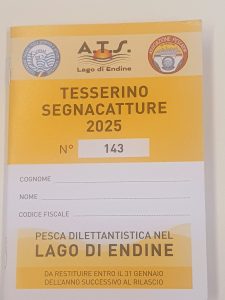 A.T.S.
Lago di Endine
TESSERINO
SEGNACATTURE
2025
N° 143
COGNOME
NOME
CODICE FISCALE
PESCA DILETTANTISTICA NEL
LAGO DI ENDINE
DA RESTITUIRE ENTRO IL 31 GENNAIO
DELL'ANNO SUCCESSIVO AL RILASCIO